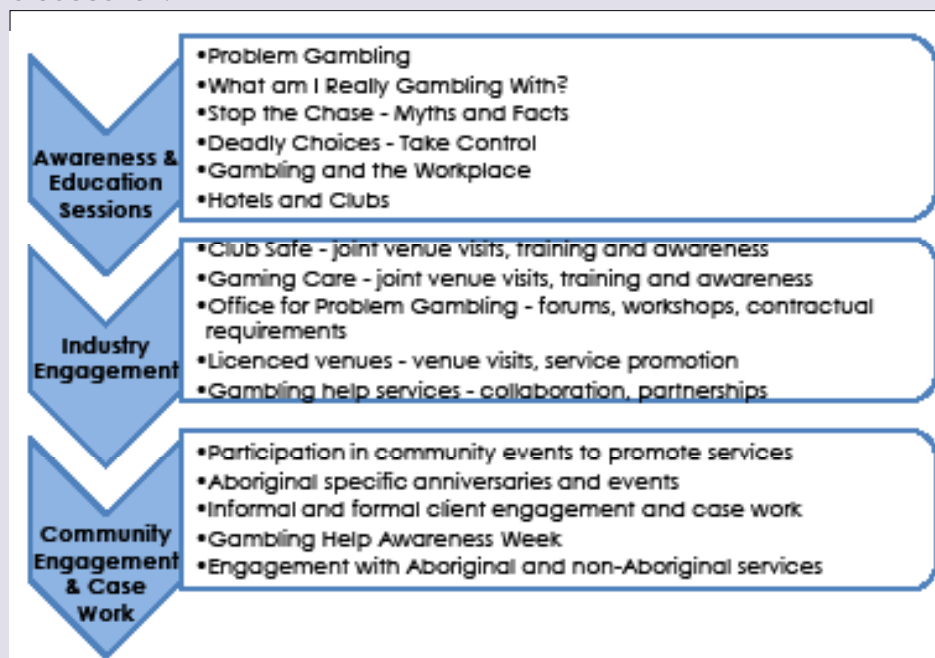 Awareness &
Education
Sessions
•Problem Gambling
•What am I Really Gambling With?
•Stop the Chase - Myths and Facts
•Deadly Choices - Take Control
•Gambling and the Workplace
•Hotels and Clubs
Industry
Engagement
•Club Safe - joint venue visits, training and awareness
•Gaming Care - joint venue visits, training and awareness
•Office for Problem Gambling - forums, workshops, contractual
requirements
•Licenced venues - venue visits, service promotion
•Gambling help services - collaboration, partnerships
Community
Engagement
& Case
Work
•Participation in community events to promote services
•Aboriginal specific anniversaries and events
•Informal and formal client engagement and case work
•Gambling Help Awareness Week
•Engagement with Aboriginal and non-Aboriginal services